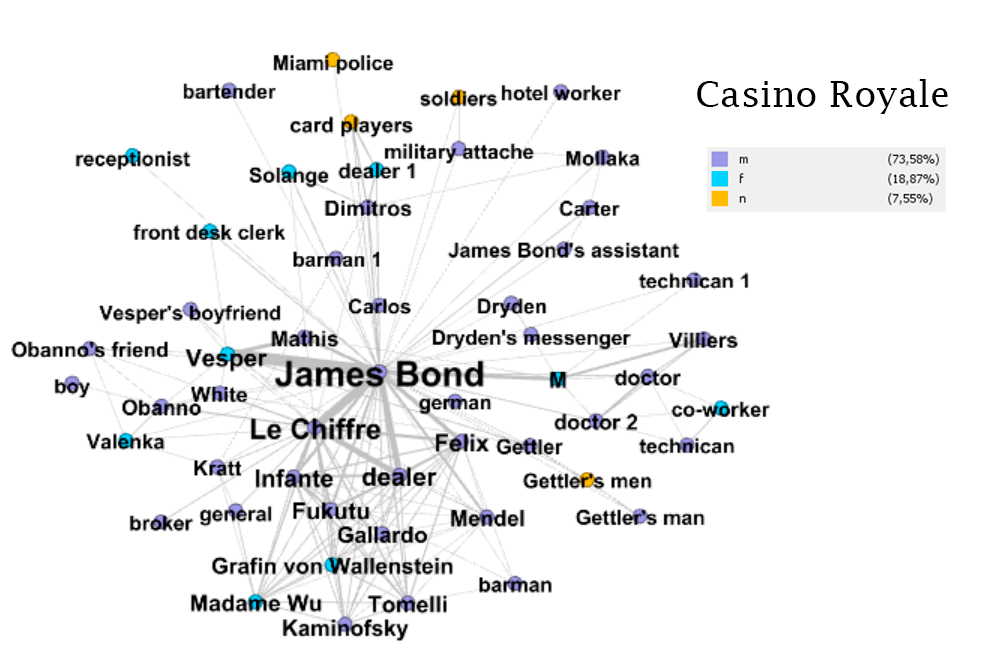 Miami police
bartender
soldiers
hotel worker
Casino Royale
card players
receptionist
military attache
Mollaka
m (73,58%)
Solange
dealer 1
f (18,87%)
n (7,55%)
Dimitros
Carter
front desk clerk
barman 1
James Bond's assistant
technican 1
Vesper's boyfriend
Carlos
Dryden
Mathis
Dryden's messenger
Villiers
Obanno's friend
Vesper
James Bond
M
doctor
boy
White
german
Obanno
co-worker
doctor 2
Le Chiffre
Valenka
Felix
Gettler
technican
Kratt
Infante
dealer
Gettler's men
broker
general
Fukutu
Mendel
Gettler's man
Gallardo
Grafin von Wallenstein
barman
Madame Wu
Tomelli
Kaminofsky